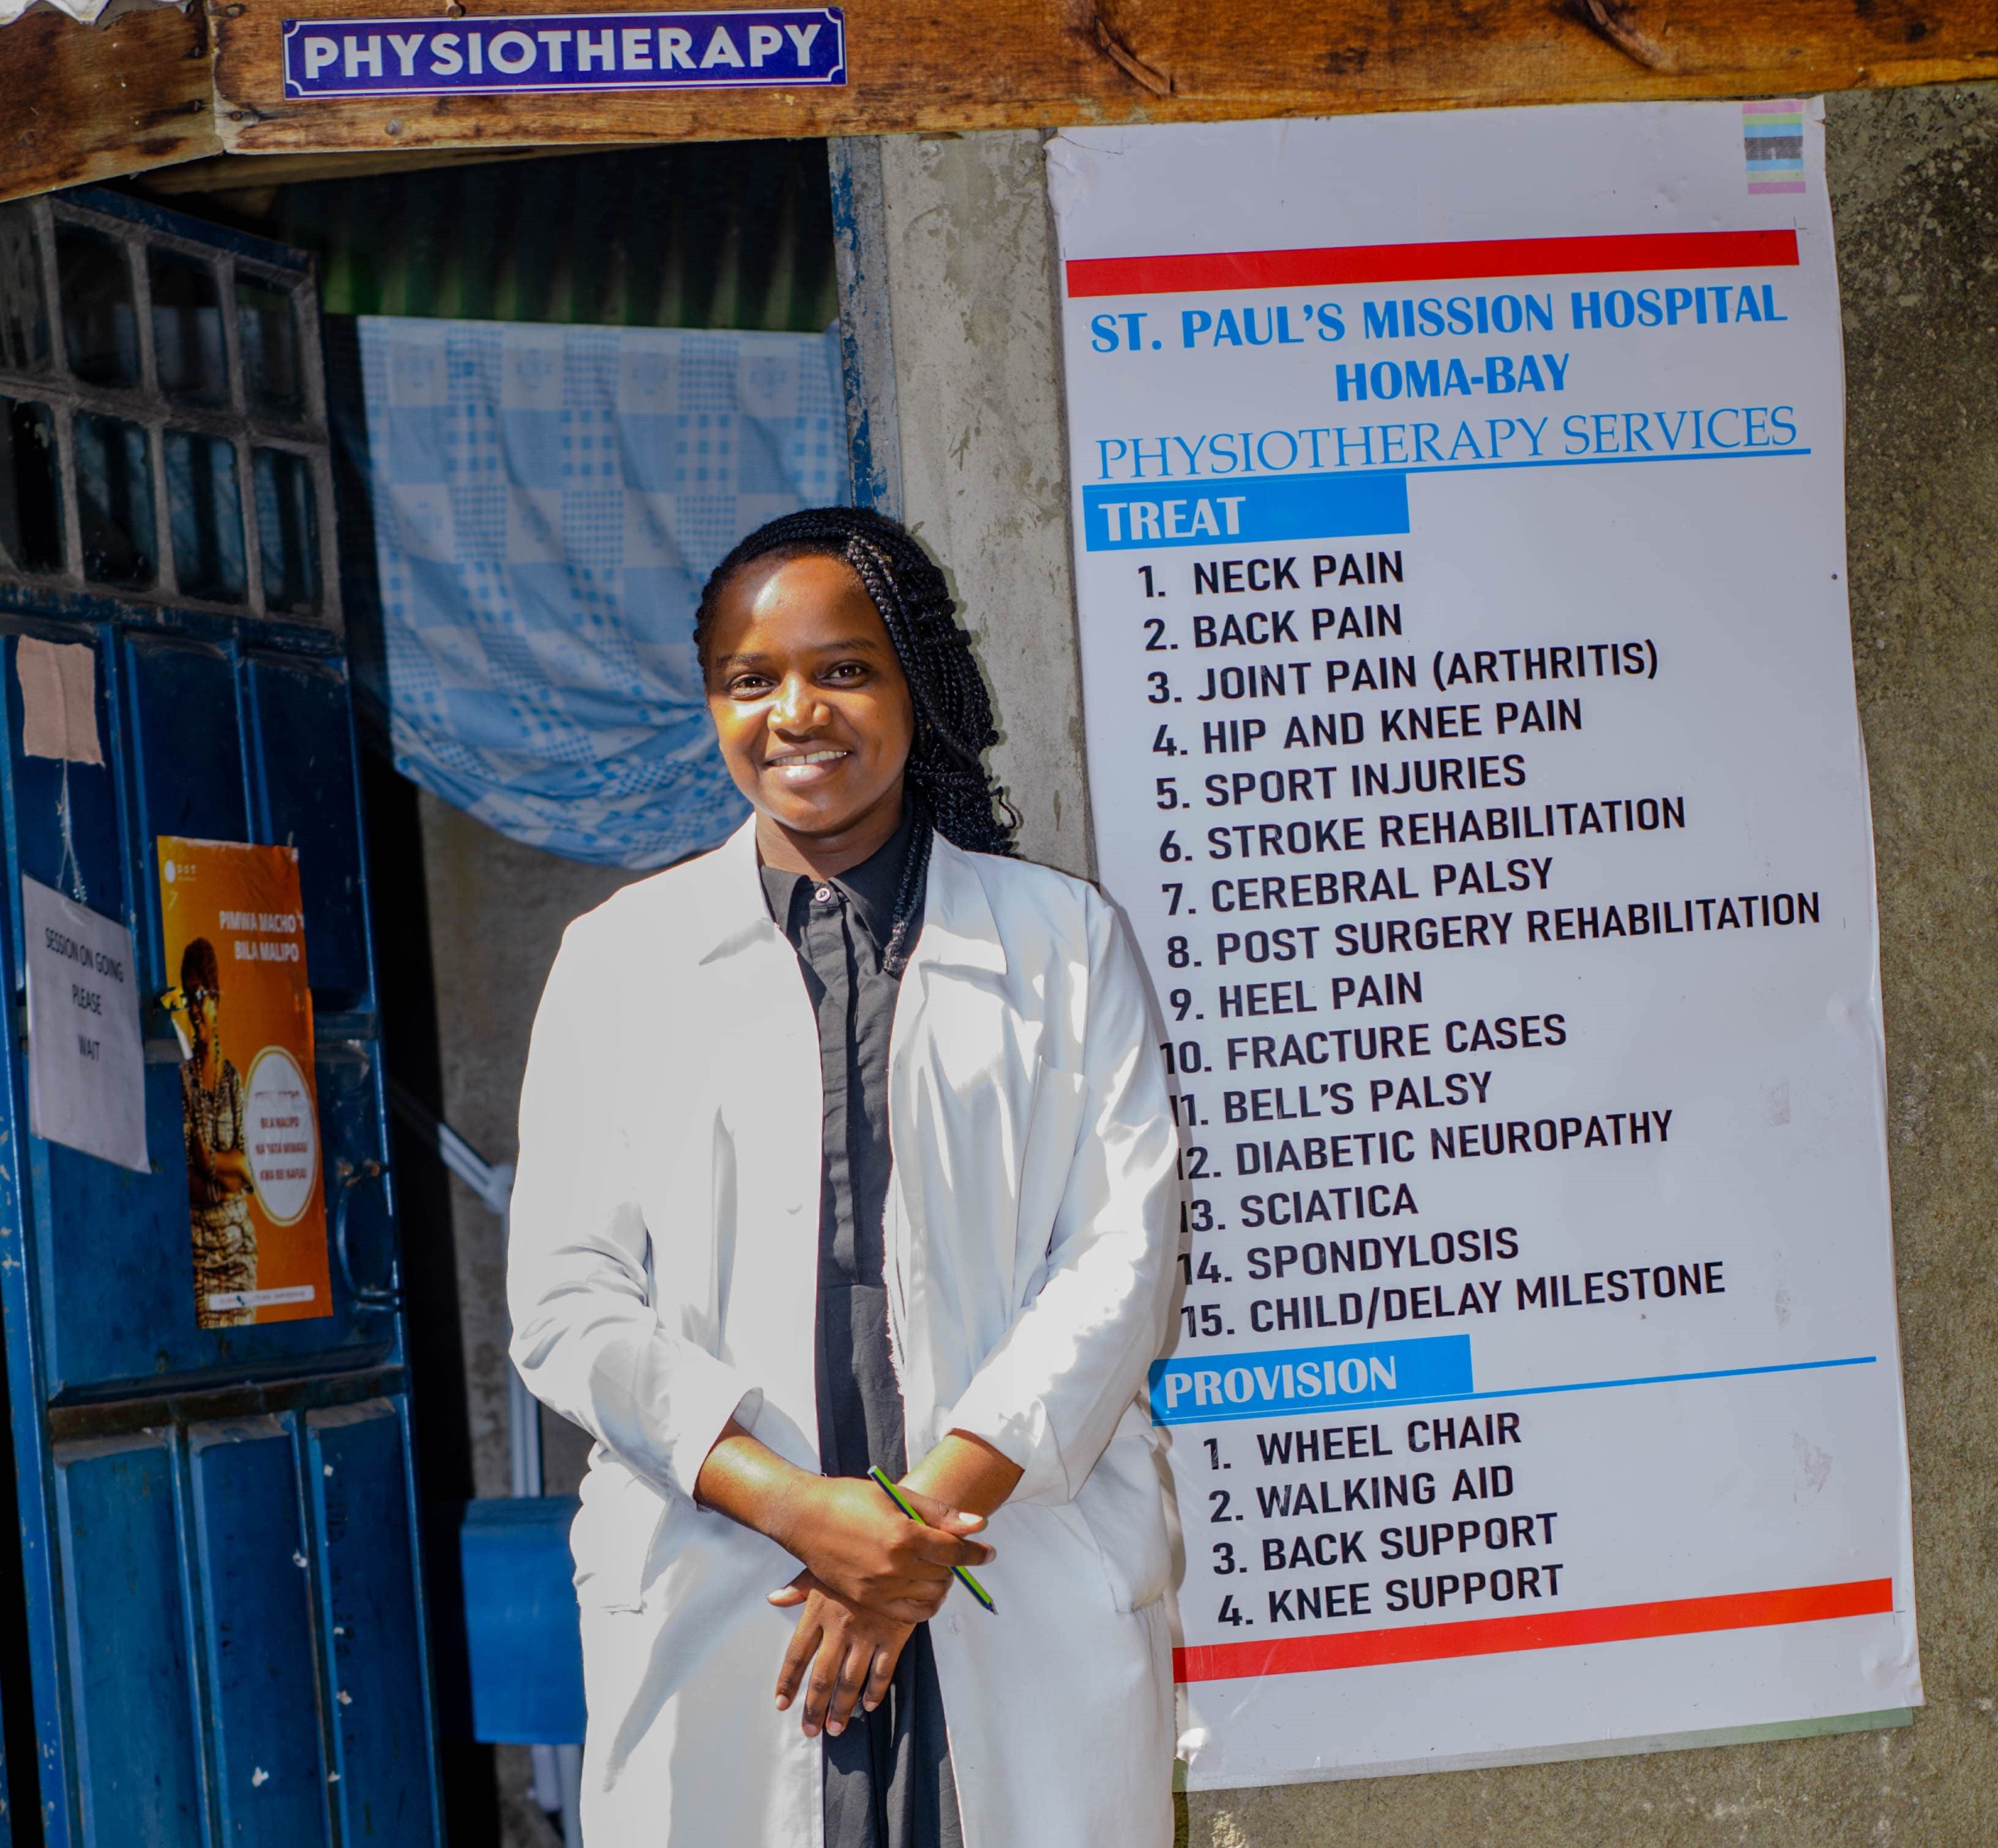 PHYSIOTHERAPY
ST. PAUL'S MISSION HOSPITAL
HOMA-BAY
PHYSIOTHERAPY SERVICES
TREAT
1. NECK PAIN
2. BACK PAIN
3. JOINT PAIN (ARTHRITIS)
4. HIP AND KNEE PAIN
5. SPORT INJURIES
6. STROKE REHABILITATION
7. CEREBRAL PALSY
8. POST SURGERY REHABILITATION
9. HEEL PAIN
10. FRACTURE CASES
11. BELL'S PALSY
12. DIABETIC NEUROPATHY
13. SCIATICA
14. SPONDYLOSIS
15. CHILD/DELAY MILESTONE
PROVISION
1. WHEEL CHAIR
2. WALKING AID
3. BACK SUPPORT
4. KNEE SUPPORT
SESSION ON GOING
PLEASE
WAIT
PIMWA MACHO
BILA MALIPO
BILA MALIPO